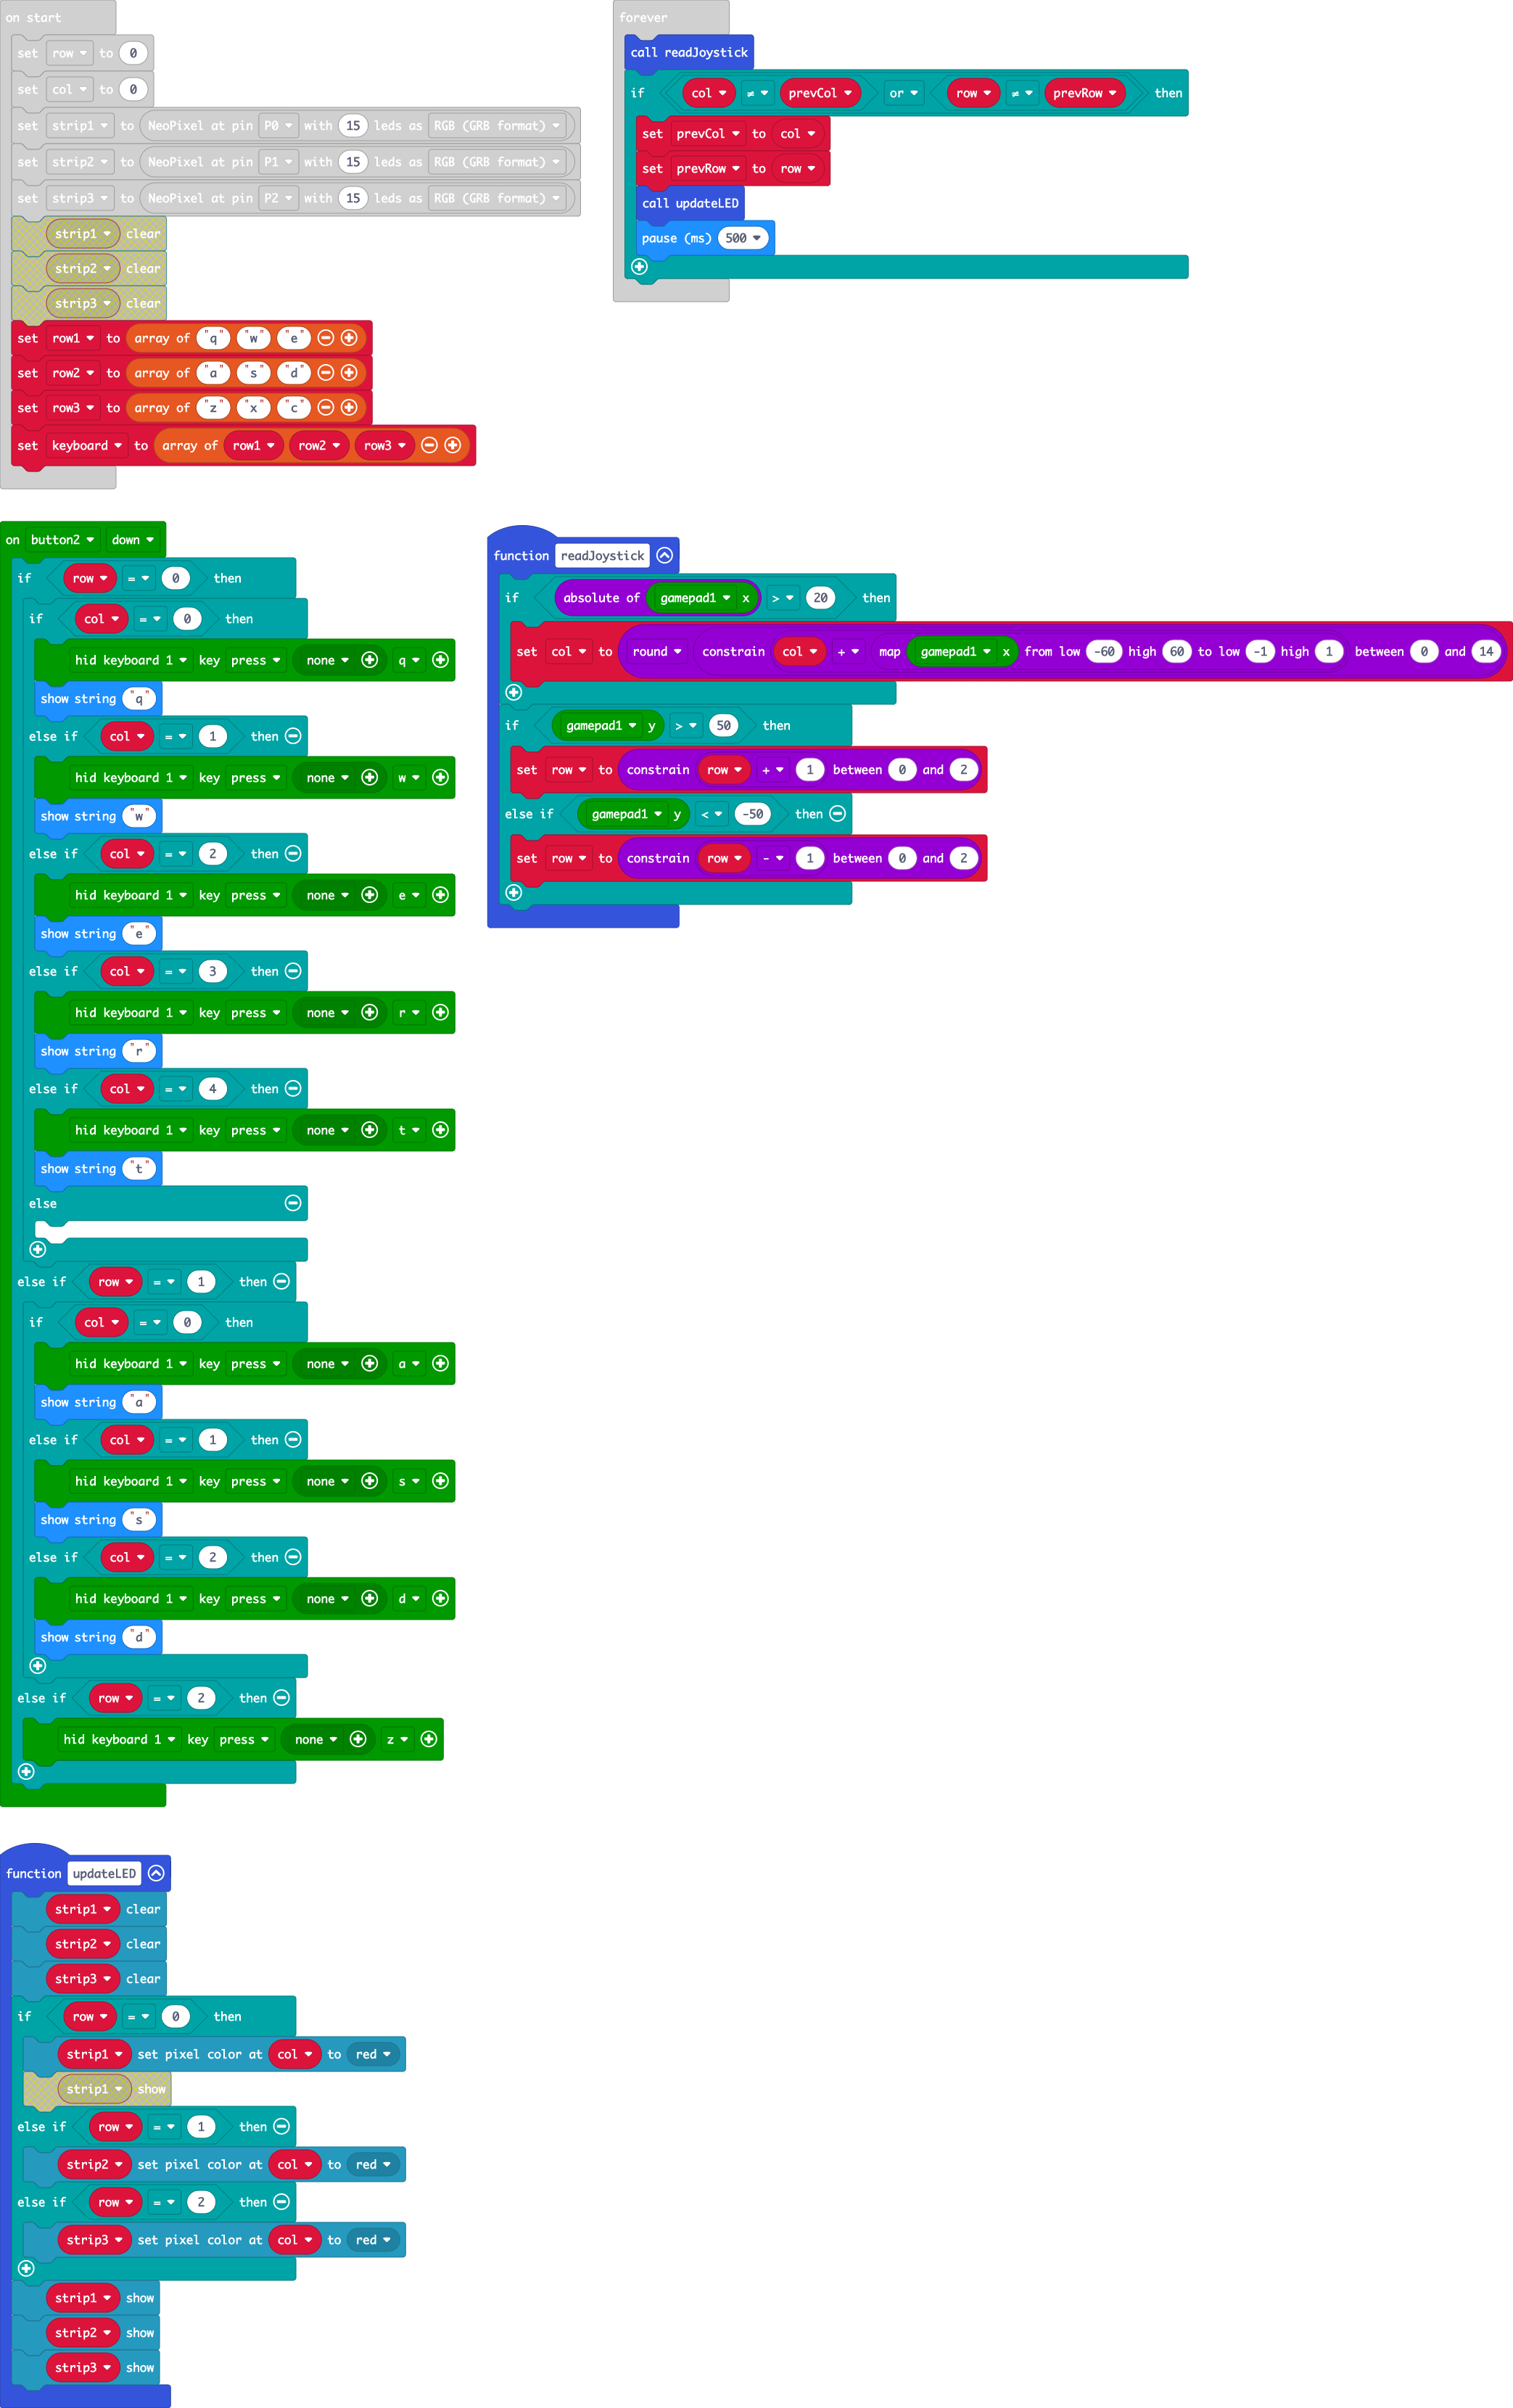 on start
set row to 0
set col to 0
set strip1 to NeoPixel at pin P0 with 15 leds as RGB (GRB format)
set strip2 to NeoPixel at pin P1 with 15 leds as RGB (GRB format)
set strip3 to NeoPixel at pin P2 with 15 leds as RGB (GRB format)
strip1 clear
strip2 clear
strip3 clear
set row1 to array of "q" "w" "e"
set row2 to array of "a" "s" "d"
set row3 to array of "z" "x" "c"
set keyboard to array of row1 row2 row3
forever
call readJoystick
if col ≠ prevCol or row ≠ prevRow then
set prevCol to col
set prevRow to row
call updateLED
pause (ms) 500
on button2 down
if row = 0 then
if col = 0 then
hid keyboard 1 key press none q
show string "q"
else if col = 1 then
hid keyboard 1 key press none w
show string "w"
else if col = 2 then
hid keyboard 1 key press none e
show string "e"
else if col = 3 then
hid keyboard 1 key press none r
show string "r"
else if col = 4 then
hid keyboard 1 key press none t
show string "t"
else
else if row = 1 then
if col = 0 then
hid keyboard 1 key press none a
show string "a"
else if col = 1 then
hid keyboard 1 key press none s
show string "s"
else if col = 2 then
hid keyboard 1 key press none d
show string "d"
else if row = 2 then
hid keyboard 1 key press none z
function readJoystick
if absolute of gamepad1 x > 20 then
set col to round constrain col + map gamepad1 x from low -60 high 60 to low -1 high 1 between 0 and 14
if gamepad1 y > 50 then
set row to constrain row + 1 between 0 and 2
else if gamepad1 y < -50 then
set row to constrain row - 1 between 0 and 2
function updateLED
strip1 clear
strip2 clear
strip3 clear
if row = 0 then
strip1 set pixel color at col to red
strip1 show
else if row = 1 then
strip2 set pixel color at col to red
else if row = 2 then
strip3 set pixel color at col to red
strip1 show
strip2 show
strip3 show